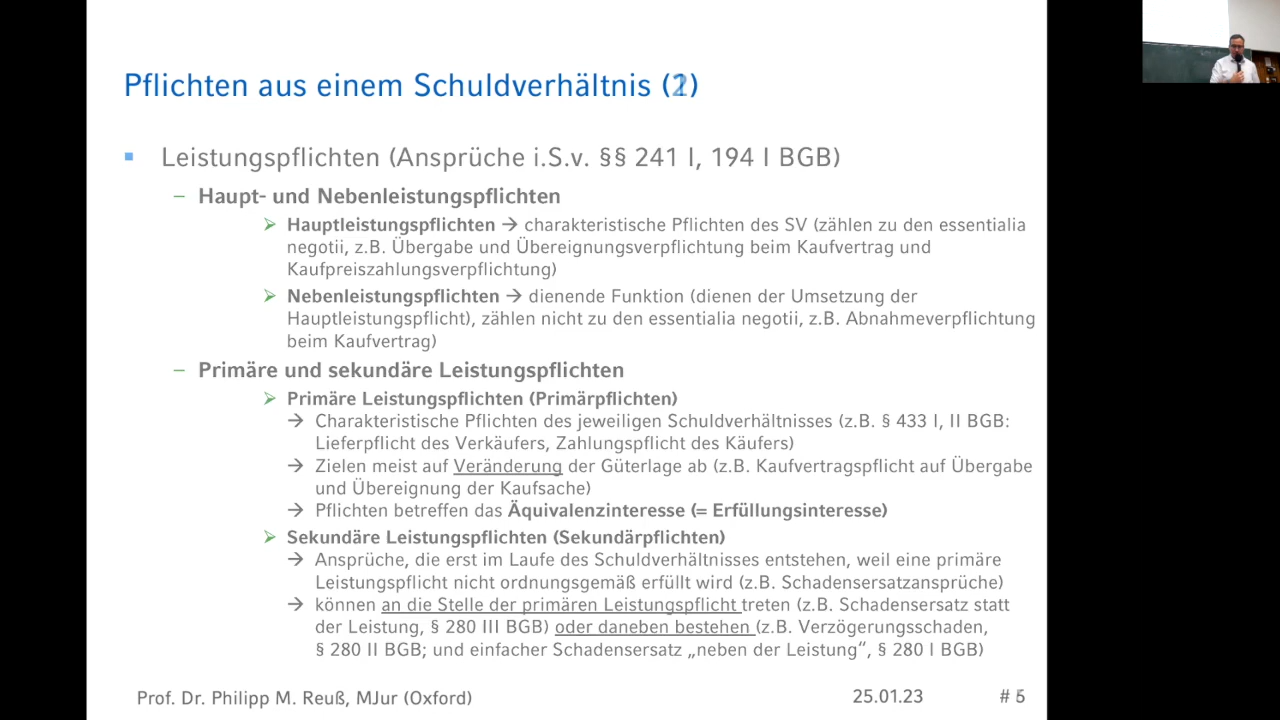 Pflichten aus einem Schuldverhältnis (2)
▪ Leistungspflichten (Ansprüche i.S.v. §§ 241 I, 194 I BGB)
– Haupt- und Nebenleistungspflichten
➢ Hauptleistungspflichten → charakteristische Pflichten des SV (zählen zu den essentialia
negotii, z.B. Übergabe und Übereignungsverpflichtung beim Kaufvertrag und
Kaufpreiszahlungsverpflichtung)
➢ Nebenleistungspflichten → dienende Funktion (dienen der Umsetzung der
Hauptleistungspflicht), zählen nicht zu den essentialia negotii, z.B. Abnahmeverpflichtung
beim Kaufvertrag)
– Primäre und sekundäre Leistungspflichten
➢ Primäre Leistungspflichten (Primärpflichten)
→ Charakteristische Pflichten des jeweiligen Schuldverhältnisses (z.B. § 433 I, II BGB:
Lieferpflicht des Verkäufers, Zahlungspflicht des Käufers)
→ Zielen meist auf Veränderung der Güterlage ab (z.B. Kaufvertragspflicht auf Übergabe
und Übereignung der Kaufsache)
→ Pflichten betreffen das Äquivalenzinteresse (= Erfüllungsinteresse)
➢ Sekundäre Leistungspflichten (Sekundärpflichten)
→ Ansprüche, die erst im Laufe des Schuldverhältnisses entstehen, weil eine primäre
Leistungspflicht nicht ordnungsgemäß erfüllt wird (z.B. Schadensersatzansprüche)
→ können an die Stelle der primären Leistungspflicht treten (z.B. Schadensersatz statt
der Leistung, § 280 III BGB) oder daneben bestehen (z.B. Verzögerungsschaden,
§ 280 II BGB; und einfacher Schadensersatz „neben der Leistung“, § 280 I BGB)
Prof. Dr. Philipp M. Reuß, MJur (Oxford)
25.01.23
# 5